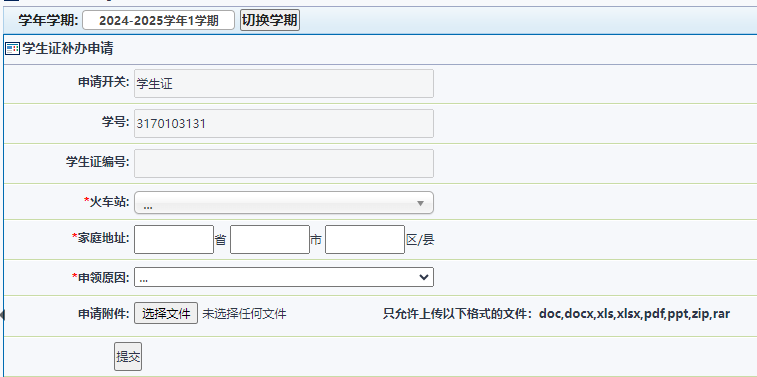 学年学期: 2024-2025学年1学期 切换学期
学生证补办申请
申请开关: 学生证
学号: 3170103131
学生证编号:
*火车站: ...
*家庭地址: 省 市 区/县
*申领原因: ...
申请附件: 选择文件 未选择任何文件 只允许上传以下格式的文件：doc,docx,xls,xlsx,pdf,ppt,zip,rar
提交